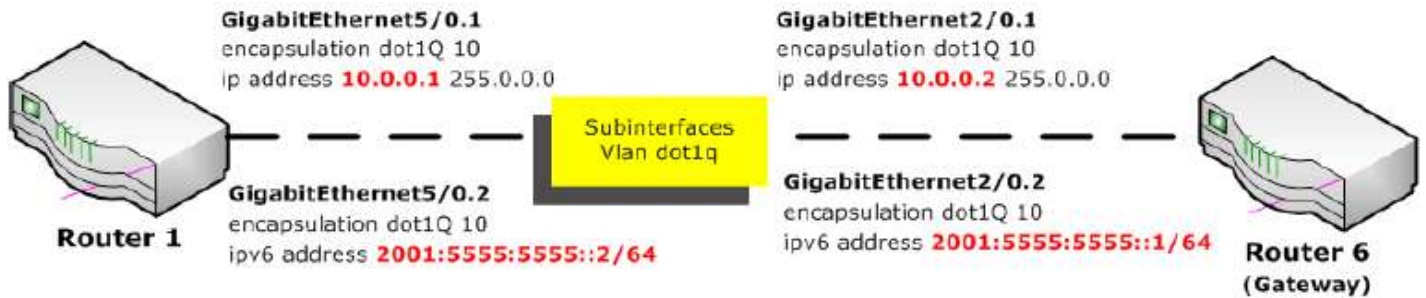 GigabitEthernet5/0.1
encapsulation dot1Q 10
ip address 10.0.0.1 255.0.0.0
GigabitEthernet2/0.1
encapsulation dot1Q 10
ip address 10.0.0.2 255.0.0.0
Subinterfaces
Vlan dot1q
GigabitEthernet5/0.2
encapsulation dot1Q 10
ipv6 address 2001:5555:5555::2/64
GigabitEthernet2/0.2
encapsulation dot1Q 10
ipv6 address 2001:5555:5555::1/64
Router 1
Router 6
(Gateway)